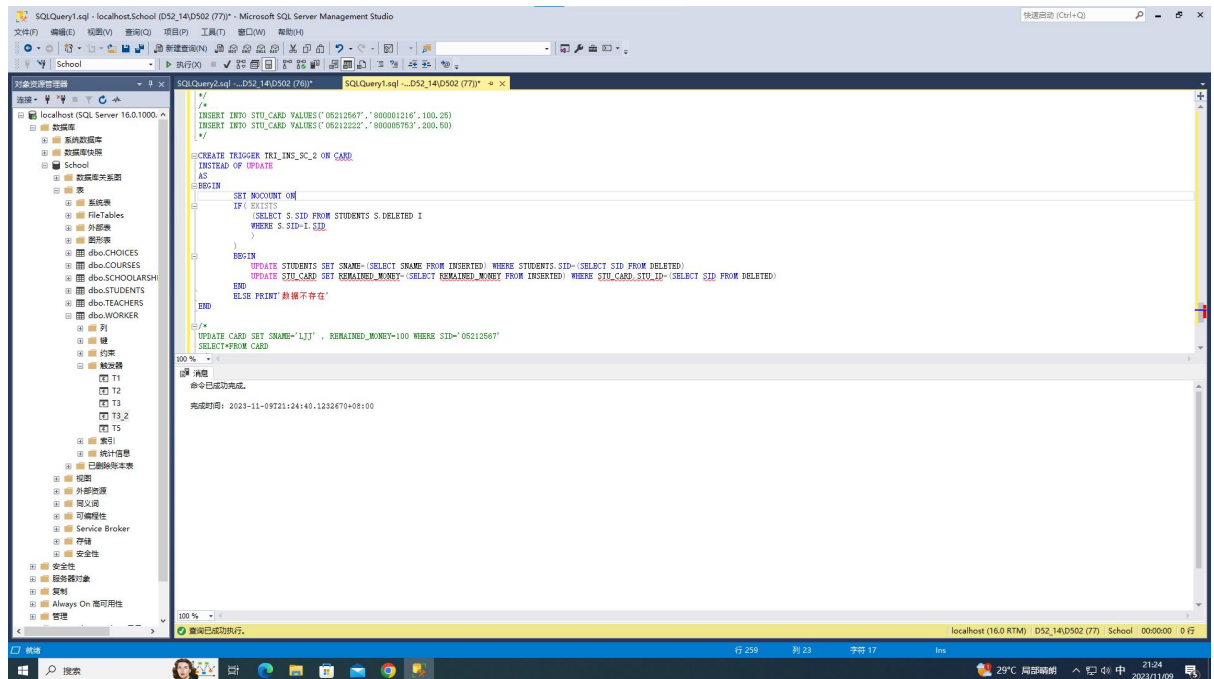 SQLQuery1.sql - localhost.School (D52_14\D502 (77))* - Microsoft SQL Server Management Studio
快速启动 (Ctrl+Q)
文件(F) 编辑(E) 视图(V) 查询(Q) 项目(P) 工具(T) 窗口(W) 帮助(H)
新建查询(N)
School
执行(X)
对象资源管理器
SQLQuery2.sql -...D52_14\D502 (76))*
SQLQuery1.sql -...D52_14\D502 (77))*
连接
localhost (SQL Server 16.0.1000.
数据库
系统数据库
数据库快照
School
数据库关系图
表
系统表
FileTables
外部表
图形表
dbo.CHOICES
dbo.COURSES
dbo.SCHOOLARSHI
dbo.STUDENTS
dbo.TEACHERS
dbo.WORKER
列
键
约束
触发器
T1
T2
T3
T3_2
T5
索引
统计信息
已删除账本表
视图
外部资源
同义词
可编程性
Service Broker
存储
安全性
安全性
服务器对象
复制
Always On 高可用性
管理
*/
/*
INSERT INTO STU_CARD VALUES('05212567','800001216',100.25)
INSERT INTO STU_CARD VALUES('05212222','800005753',200.50)
*/
CREATE TRIGGER TRI_INS_SC_2 ON CARD
INSTEAD OF UPDATE
AS
BEGIN
SET NOCOUNT ON
IF( EXISTS
(SELECT S.SID FROM STUDENTS S,DELETED I
WHERE S.SID=I.SID
)
)
BEGIN
UPDATE STUDENTS SET SNAME=(SELECT SNAME FROM INSERTED) WHERE STUDENTS.SID=(SELECT SID FROM DELETED)
UPDATE STU_CARD SET REMAINED_MONEY=(SELECT REMAINED_MONEY FROM INSERTED) WHERE STU_CARD.STU_ID=(SELECT SID FROM DELETED)
END
ELSE PRINT'数据不存在'
END
/*
UPDATE CARD SET SNAME='LJJ' , REMAINED_MONEY=100 WHERE SID='05212567'
SELECT*FROM CARD
100 %
消息
命令已成功完成。
完成时间: 2023-11-09T21:24:40.1232670+08:00
100 %
查询已成功执行。
localhost (16.0 RTM) D52_14\D502 (77) School 00:00:00 0 行
就绪
行 259 列 23 字符 17 Ins
搜索
29°C 局部晴朗
中
21:24
2023/11/09